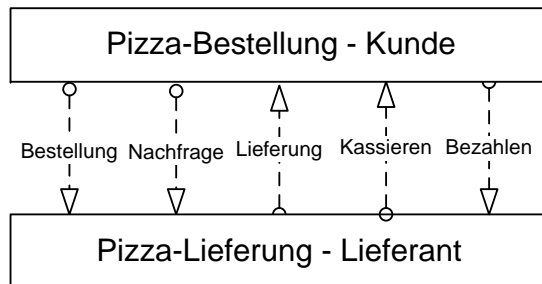 Pizza-Bestellung - Kunde
Bestellung Nachfrage Lieferung Kassieren Bezahlen
Pizza-Lieferung - Lieferant